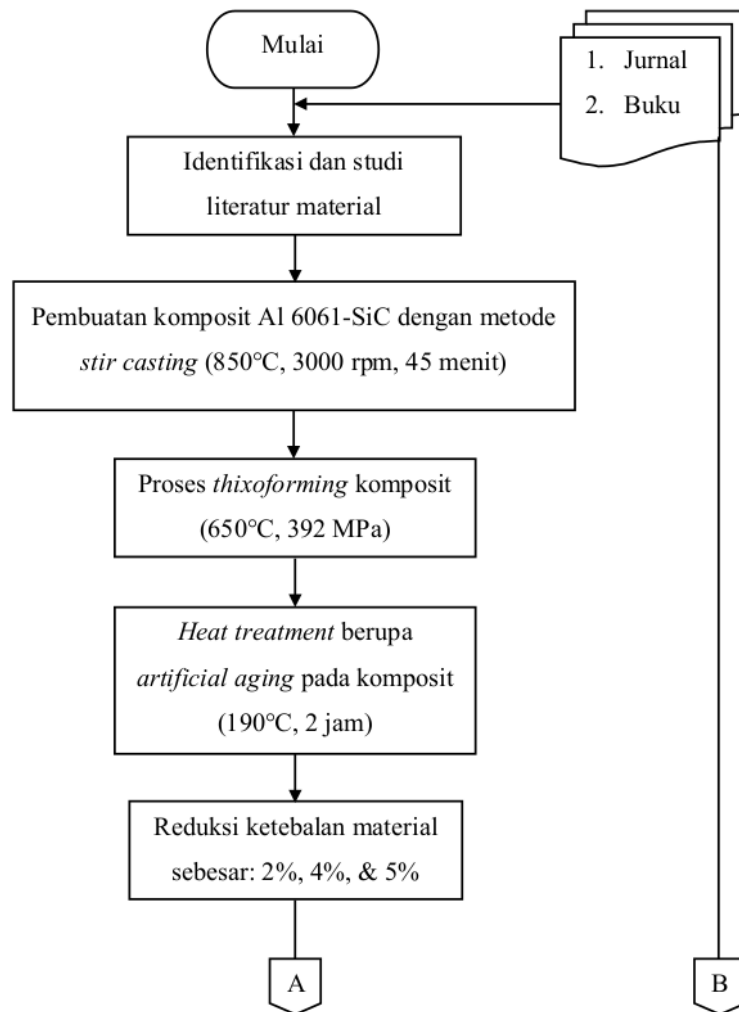 Mulai
1. Jurnal
2. Buku
Identifikasi dan studi
literatur material
Pembuatan komposit Al 6061-SiC dengan metode
stir casting (850°C, 3000 rpm, 45 menit)
Proses thixoforming komposit
(650°C, 392 MPa)
Heat treatment berupa
artificial aging pada komposit
(190°C, 2 jam)
Reduksi ketebalan material
sebesar: 2%, 4%, & 5%
A
B